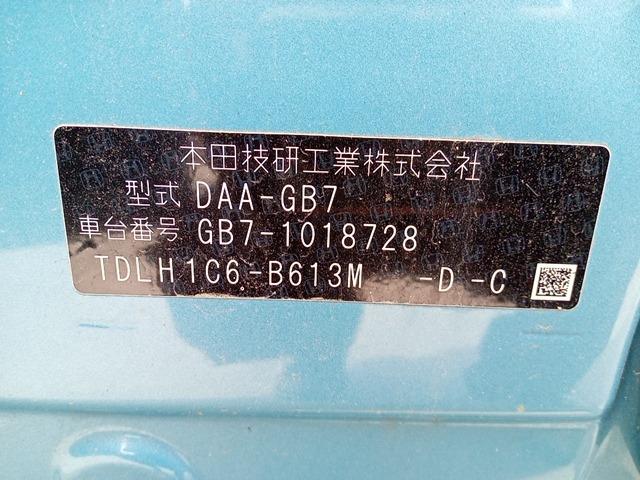 本田技研工業株式会社
型式 DAA-GB7
車台番号 GB7-1018728
TDLH1C6-B613M -D-C